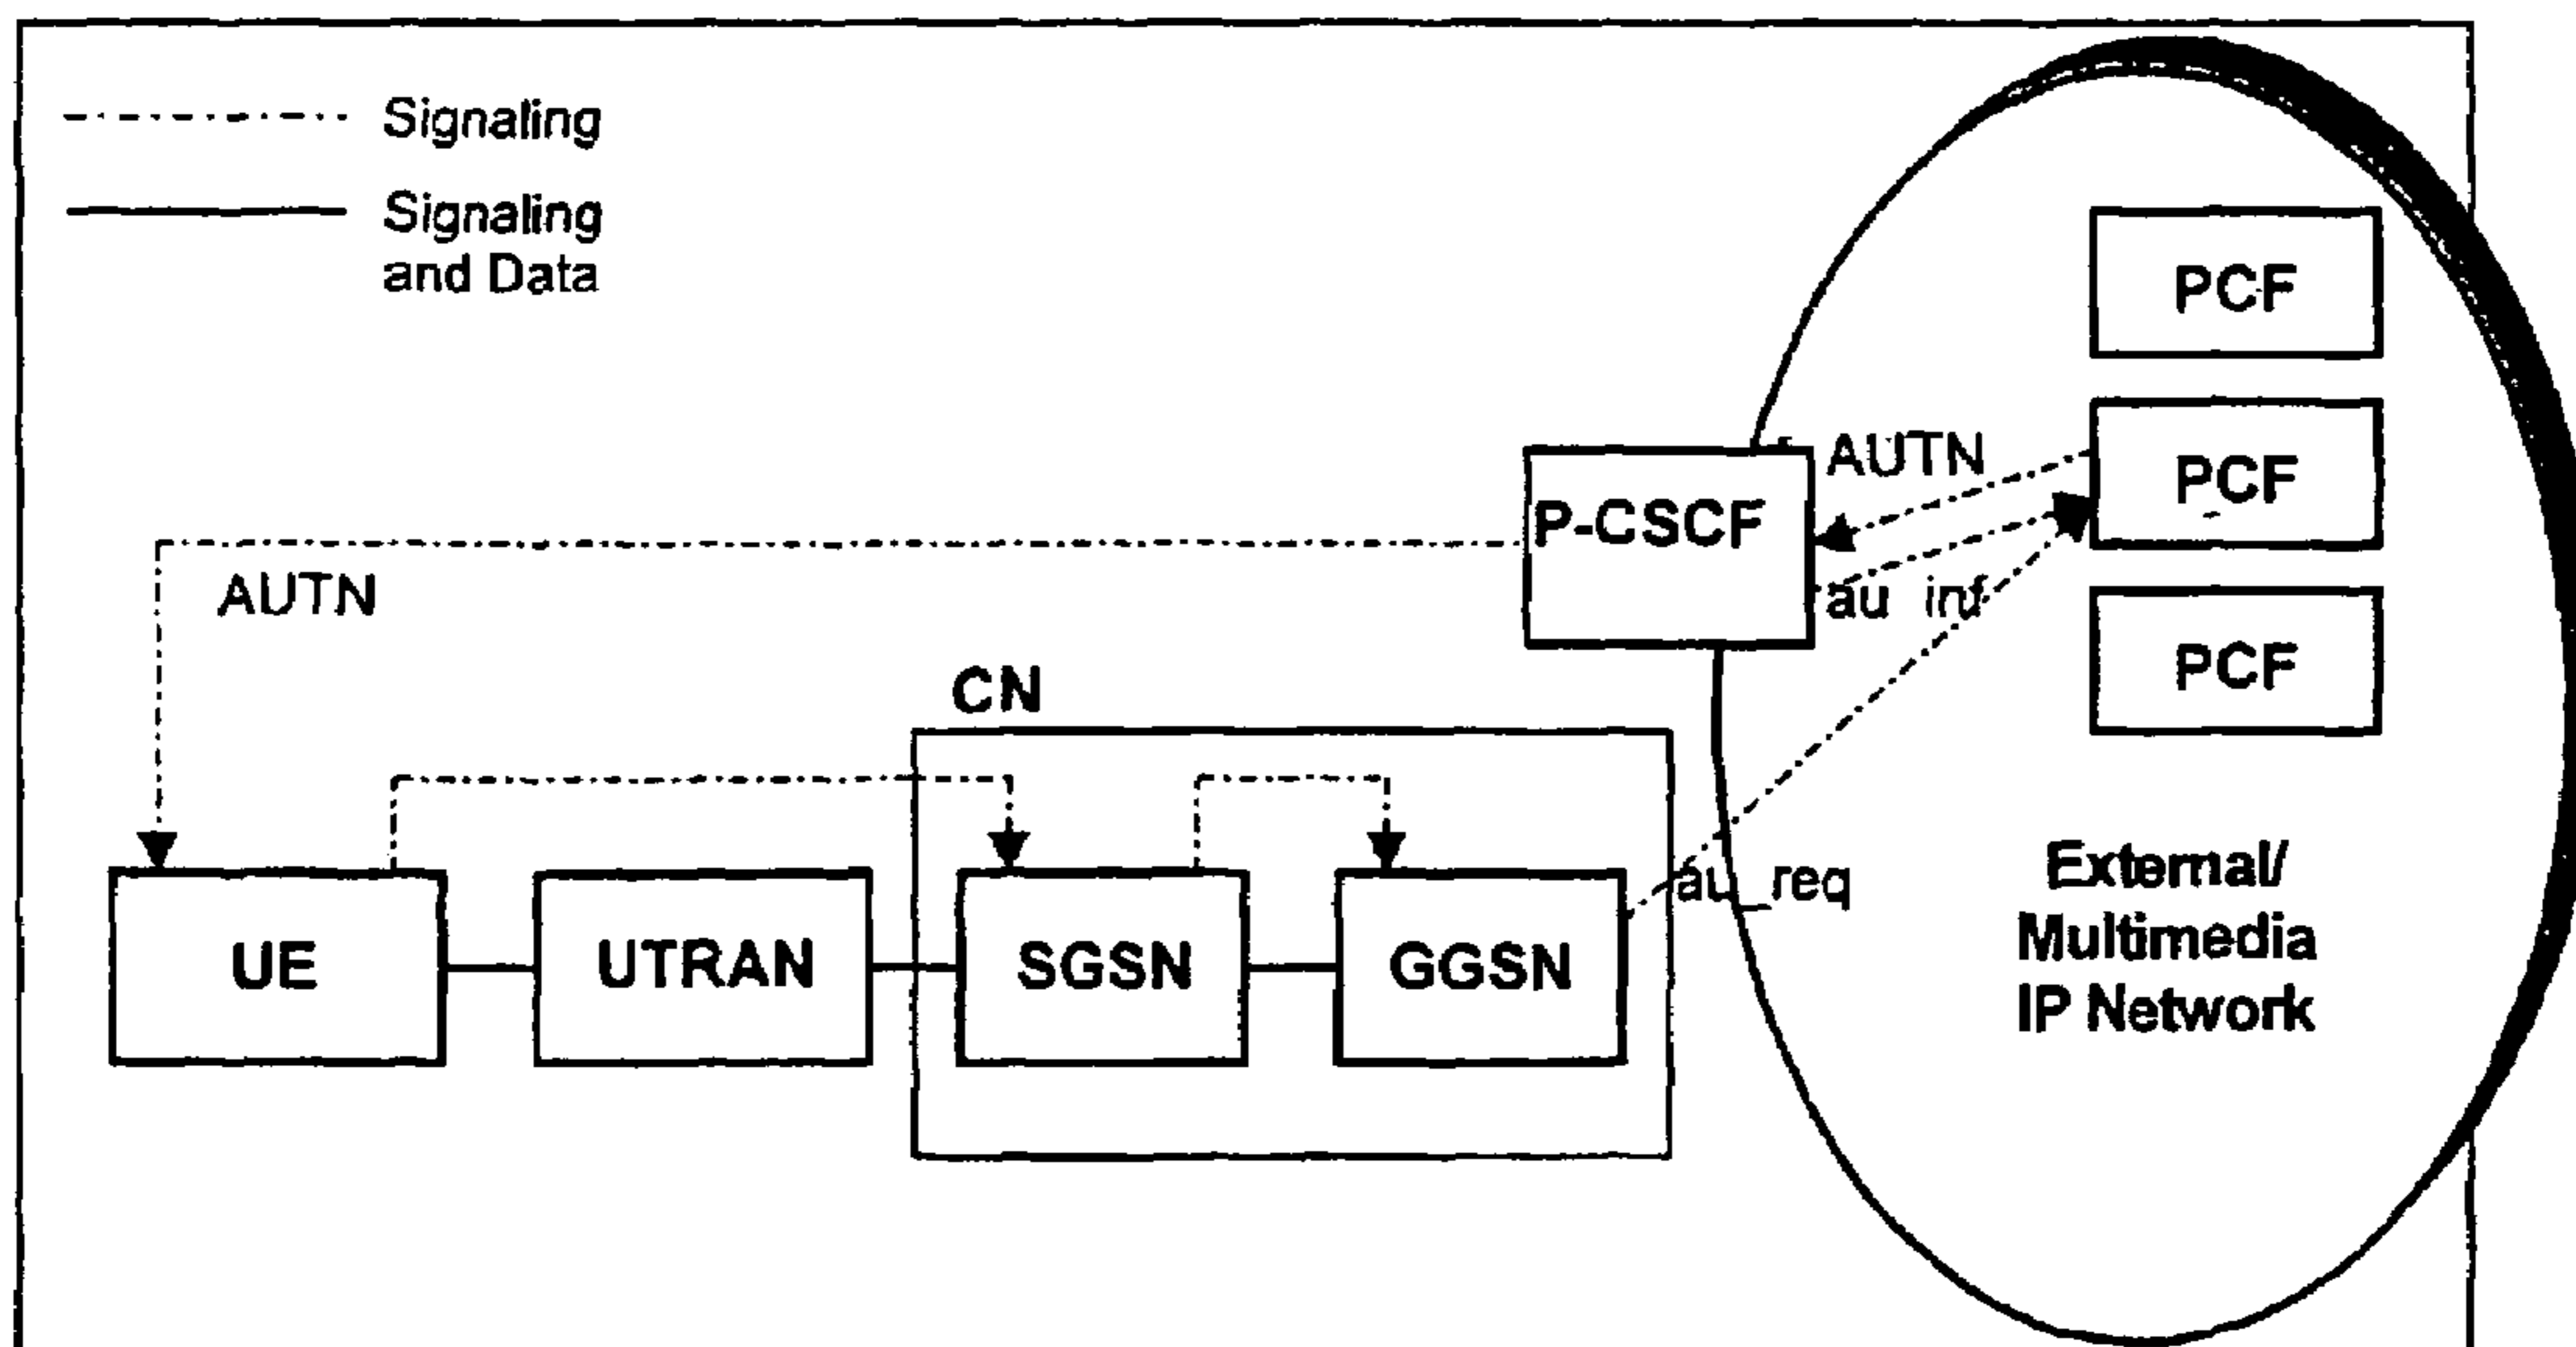 Signaling
Signaling
and Data
PCF
AUTN
PCF
P-CSCF
au_inf
AUTN
PCF
CN
au_req
External/
Multimedia
IP Network
UE
UTRAN
SGSN
GGSN